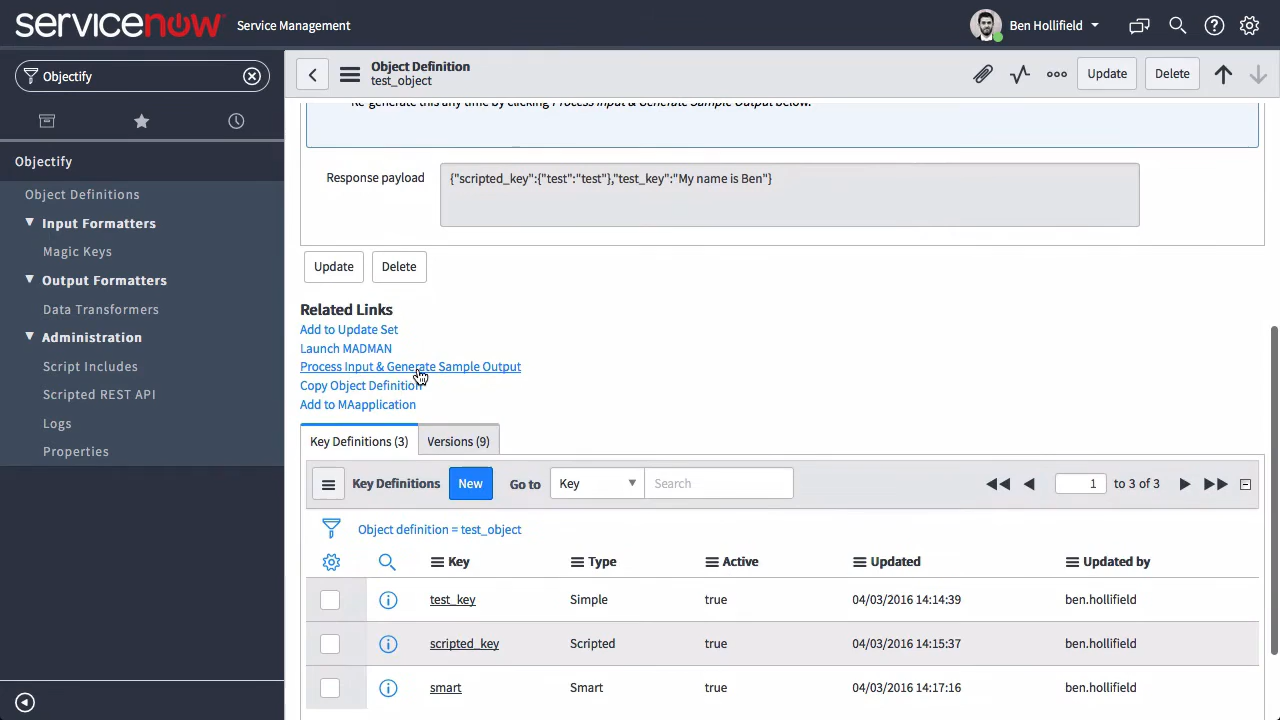 servicenow Service Management
Ben Hollifield
Objectify
Objectify
Object Definitions
Input Formatters
Magic Keys
Output Formatters
Data Transformers
Administration
Script Includes
Scripted REST API
Logs
Properties
Object Definition
test_object
Update Delete
Re-generate this any time by clicking Process Input & Generate Sample Output below.
Response payload {"scripted_key":{"test":"test"},"test_key":"My name is Ben"}
Update Delete
Related Links
Add to Update Set
Launch MADMAN
Process Input & Generate Sample Output
Copy Object Definition
Add to MAapplication
Key Definitions (3) Versions (9)
Key Definitions New Go to Key Search 1 to 3 of 3
Object definition = test_object
Key Type Active Updated Updated by
test_key Simple true 04/03/2016 14:14:39 ben.hollifield
scripted_key Scripted true 04/03/2016 14:15:37 ben.hollifield
smart Smart true 04/03/2016 14:17:16 ben.hollifield